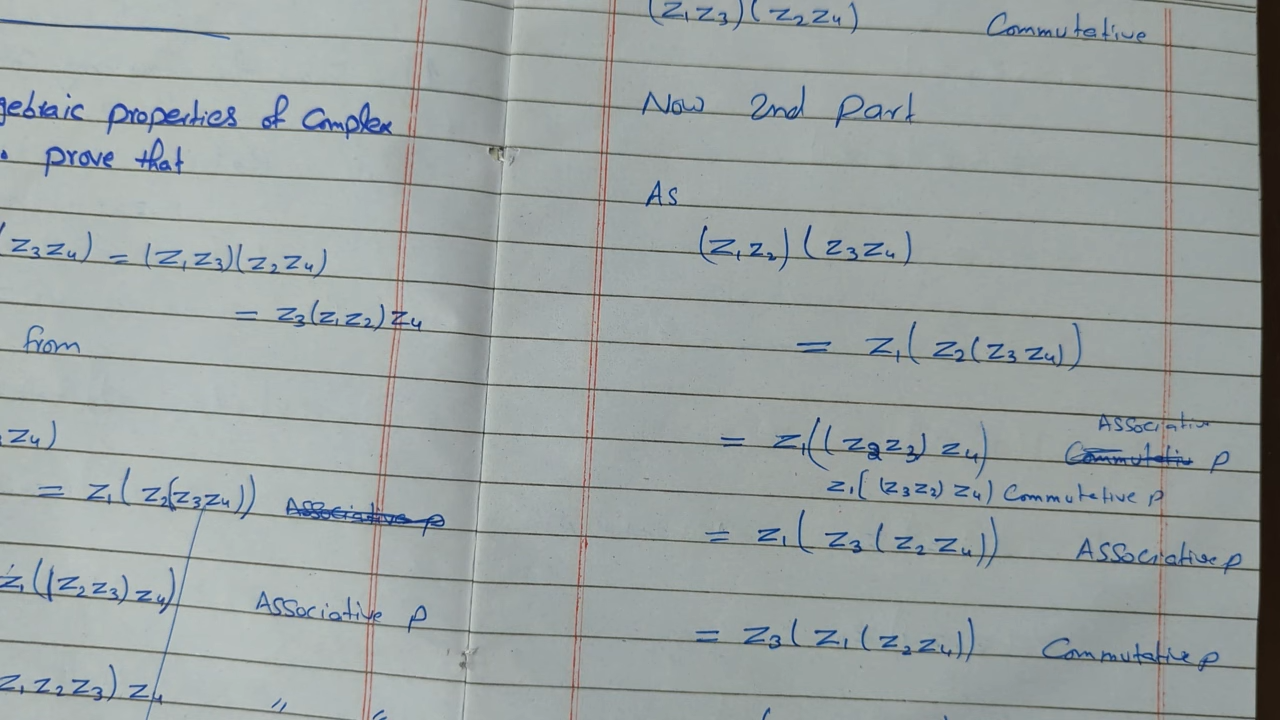 gebraic properties of Complex
. prove that
(z₃z₄) = (z₁z₃)(z₂z₄)
= z₃(z₁z₂)z₄
from
z₄)
= z₁(z₂(z₃z₄)) Associative p
z₁((z₂z₃)z₄) Associative P
z₁z₂z₃)z₄ " "
(z₁z₃)(z₂z₄) Commutative
Now 2nd Part
As
(z₁z₂)(z₃z₄)
= z₁(z₂(z₃z₄))
Associative
= z₁((z₂z₃)z₄) Commutative P
z₁((z₃z₂)z₄) Commutetive P
= z₁(z₃(z₂z₄)) Associative p
= z₃(z₁(z₂z₄)) Commutative p